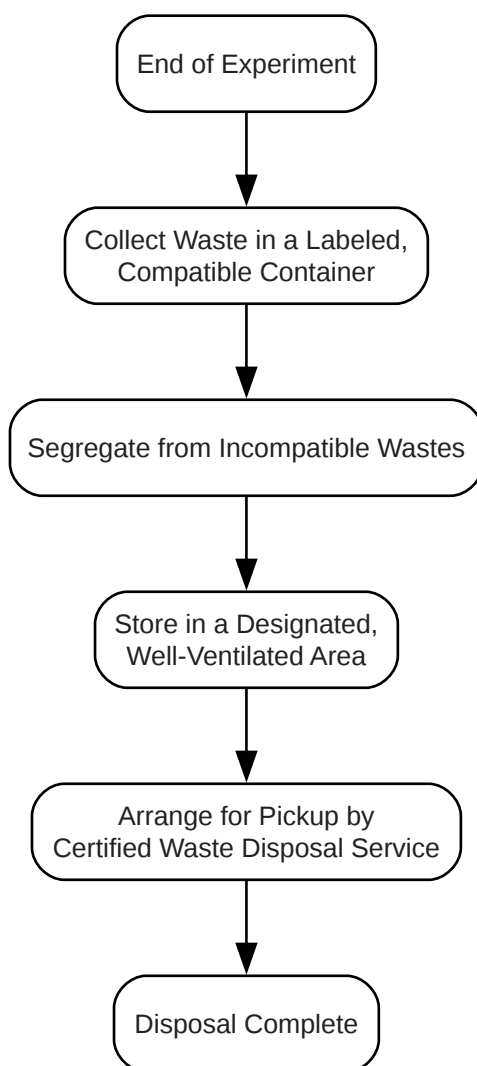 End of Experiment
Collect Waste in a Labeled,
Compatible Container
Segregate from Incompatible Wastes
Store in a Designated,
Well-Ventilated Area
Arrange for Pickup by
Certified Waste Disposal Service
Disposal Complete